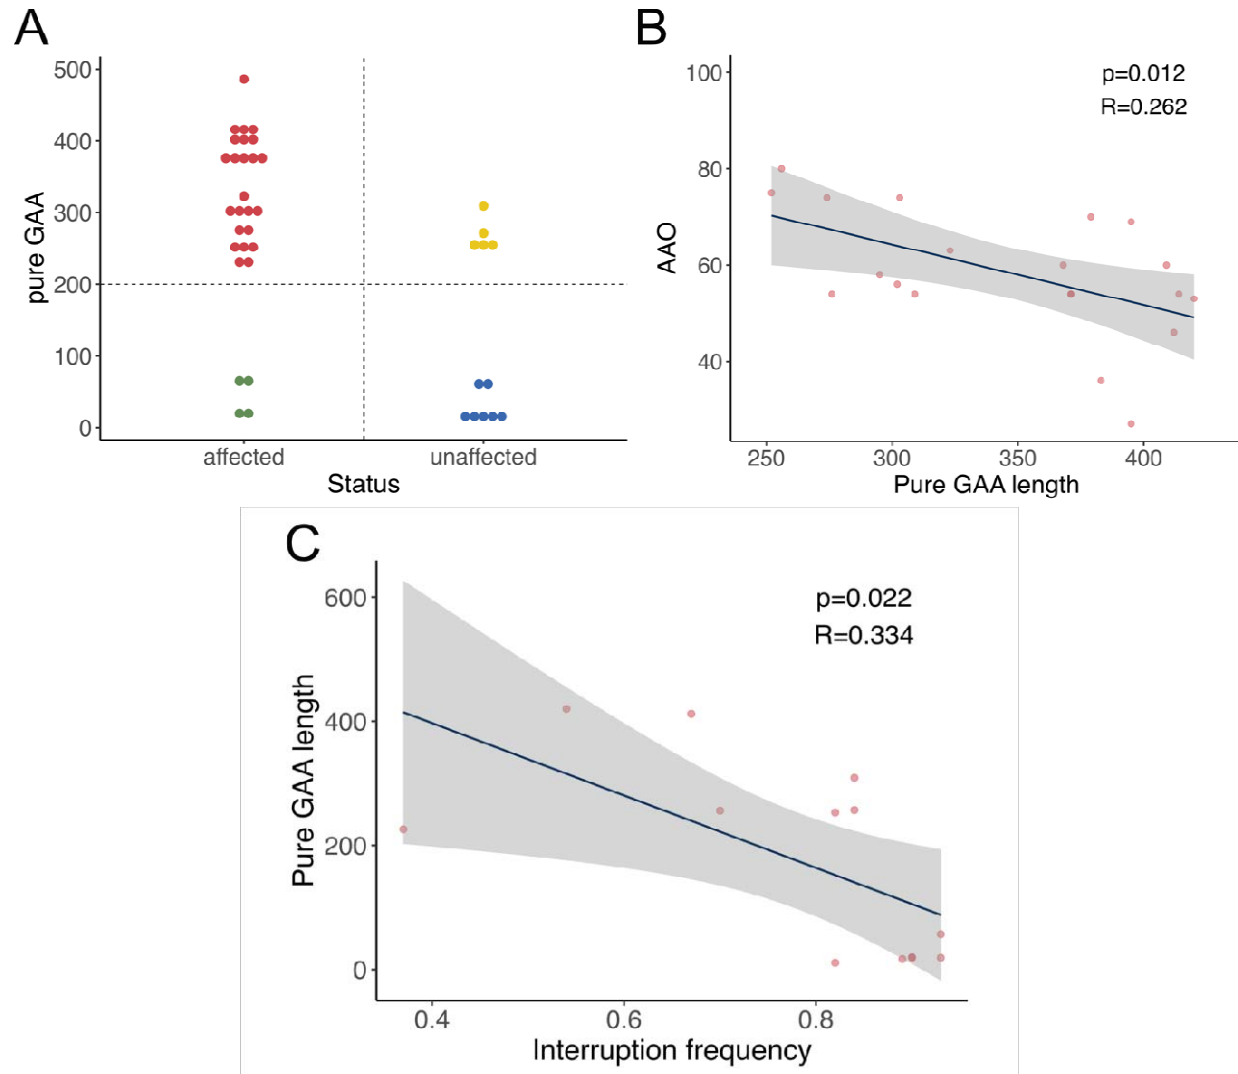 A
pure GAA
500
400
300
200
100
0
affected
unaffected
Status
B
p=0.012
R=0.262
AAO
100
80
60
40
250
300
350
400
Pure GAA length
C
p=0.022
R=0.334
Pure GAA length
600
400
200
0
0.4
0.6
0.8
Interruption frequency